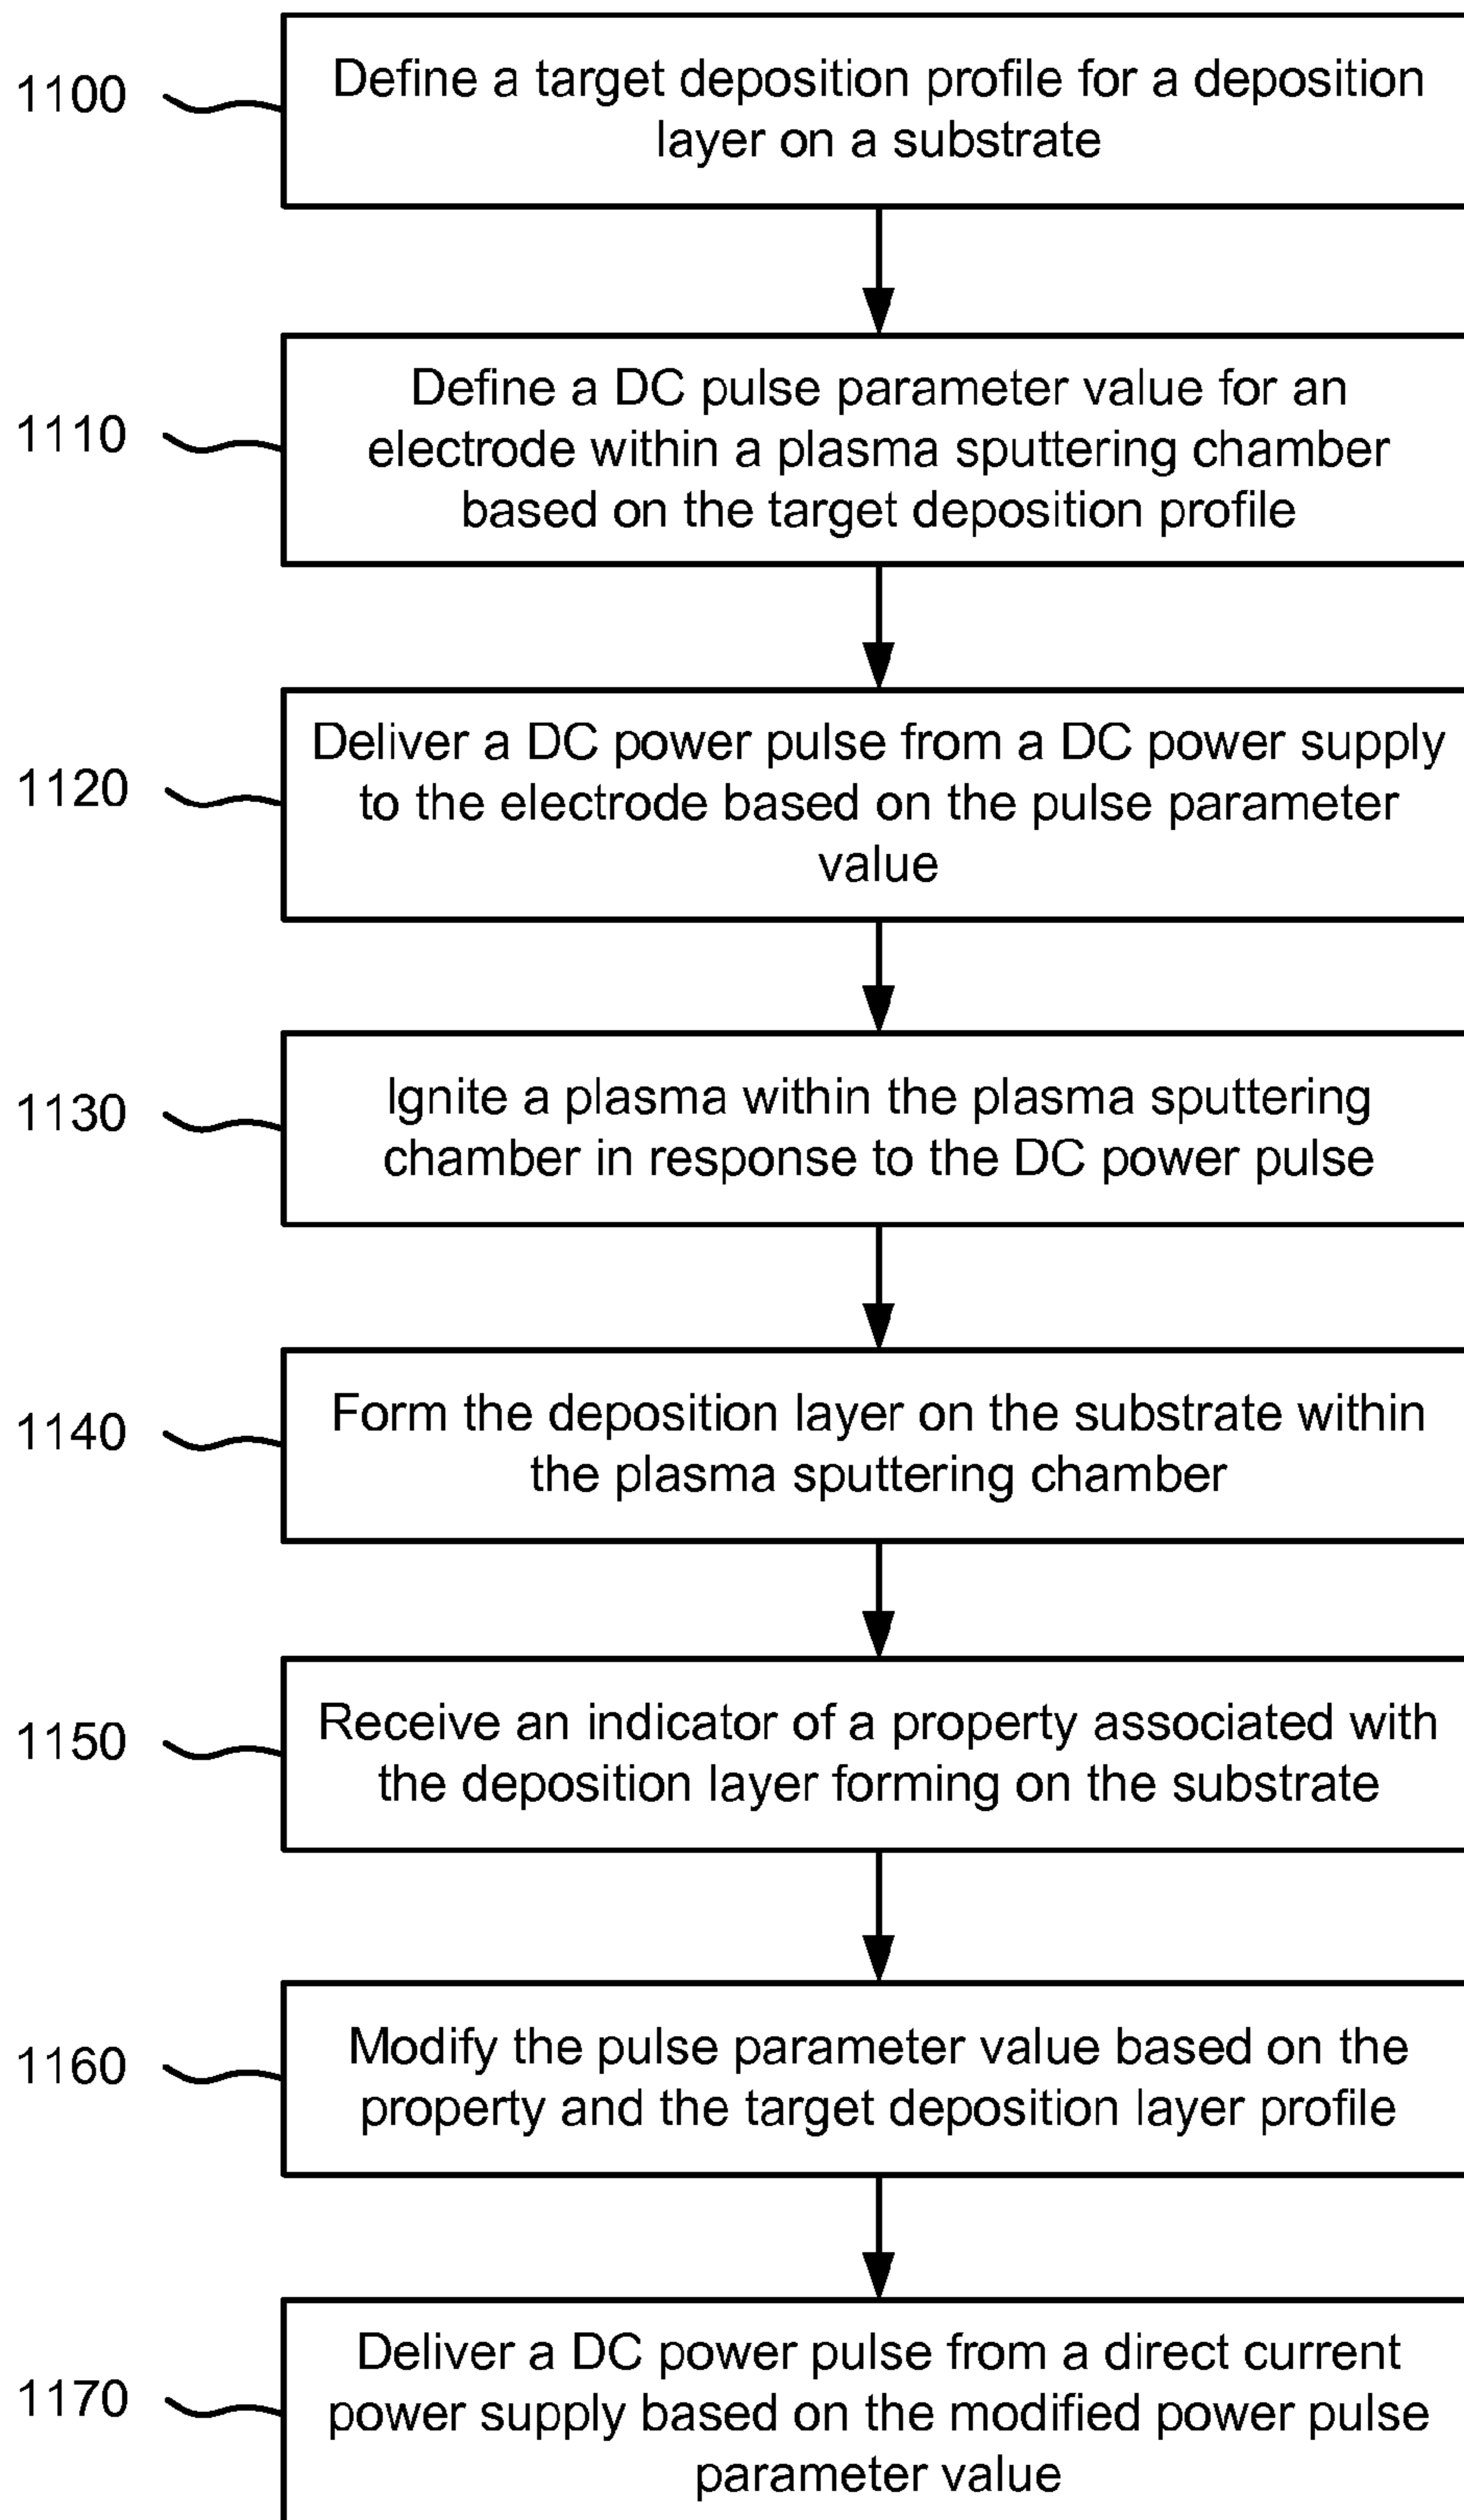 1100
Define a target deposition profile for a deposition
layer on a substrate
1110
Define a DC pulse parameter value for an
electrode within a plasma sputtering chamber
based on the target deposition profile
1120
Deliver a DC power pulse from a DC power supply
to the electrode based on the pulse parameter
value
1130
Ignite a plasma within the plasma sputtering
chamber in response to the DC power pulse
1140
Form the deposition layer on the substrate within
the plasma sputtering chamber
1150
Receive an indicator of a property associated with
the deposition layer forming on the substrate
1160
Modify the pulse parameter value based on the
property and the target deposition layer profile
1170
Deliver a DC power pulse from a direct current
power supply based on the modified power pulse
parameter value